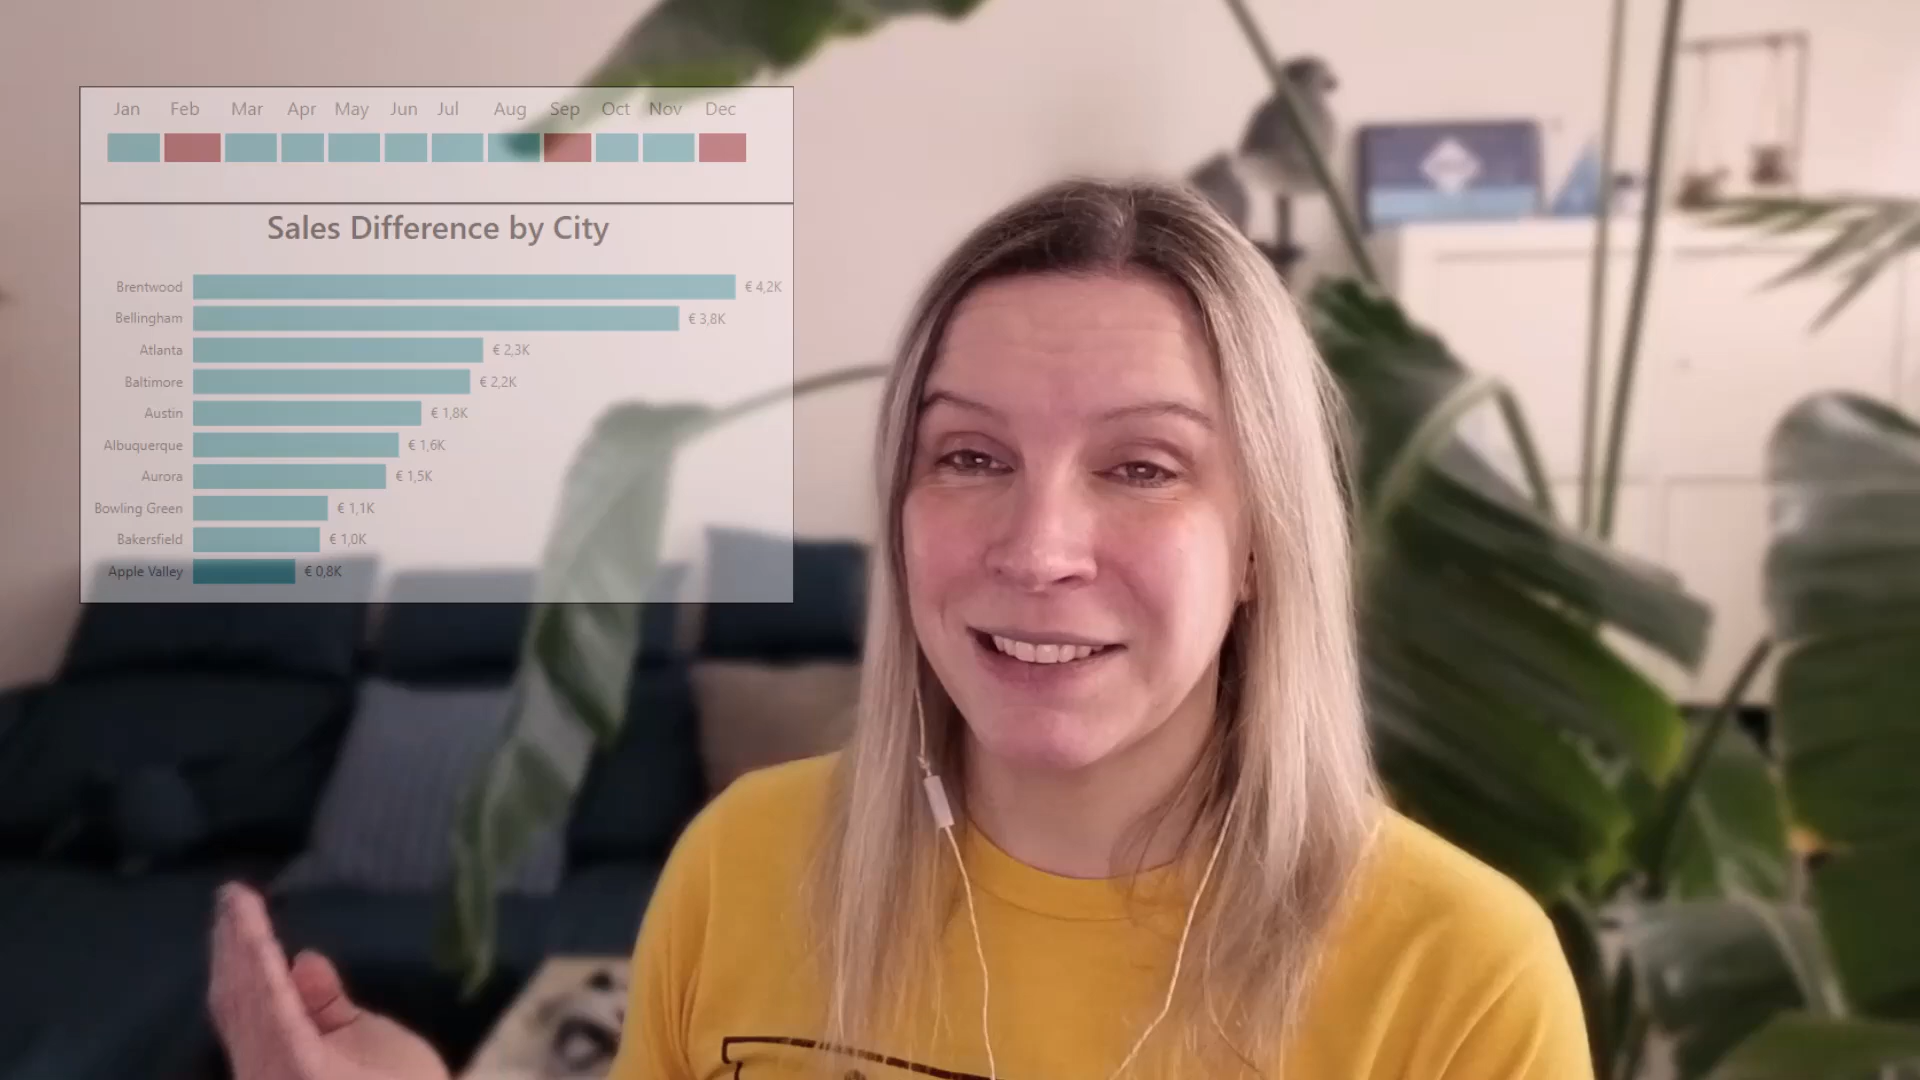 Jan Feb Mar Apr May Jun Jul Aug Sep Oct Nov Dec
Sales Difference by City
Brentwood € 4,2K
Bellingham € 3,8K
Atlanta € 2,3K
Baltimore € 2,2K
Austin € 1,8K
Albuquerque € 1,6K
Aurora € 1,5K
Bowling Green € 1,1K
Bakersfield € 1,0K
Apple Valley € 0,8K